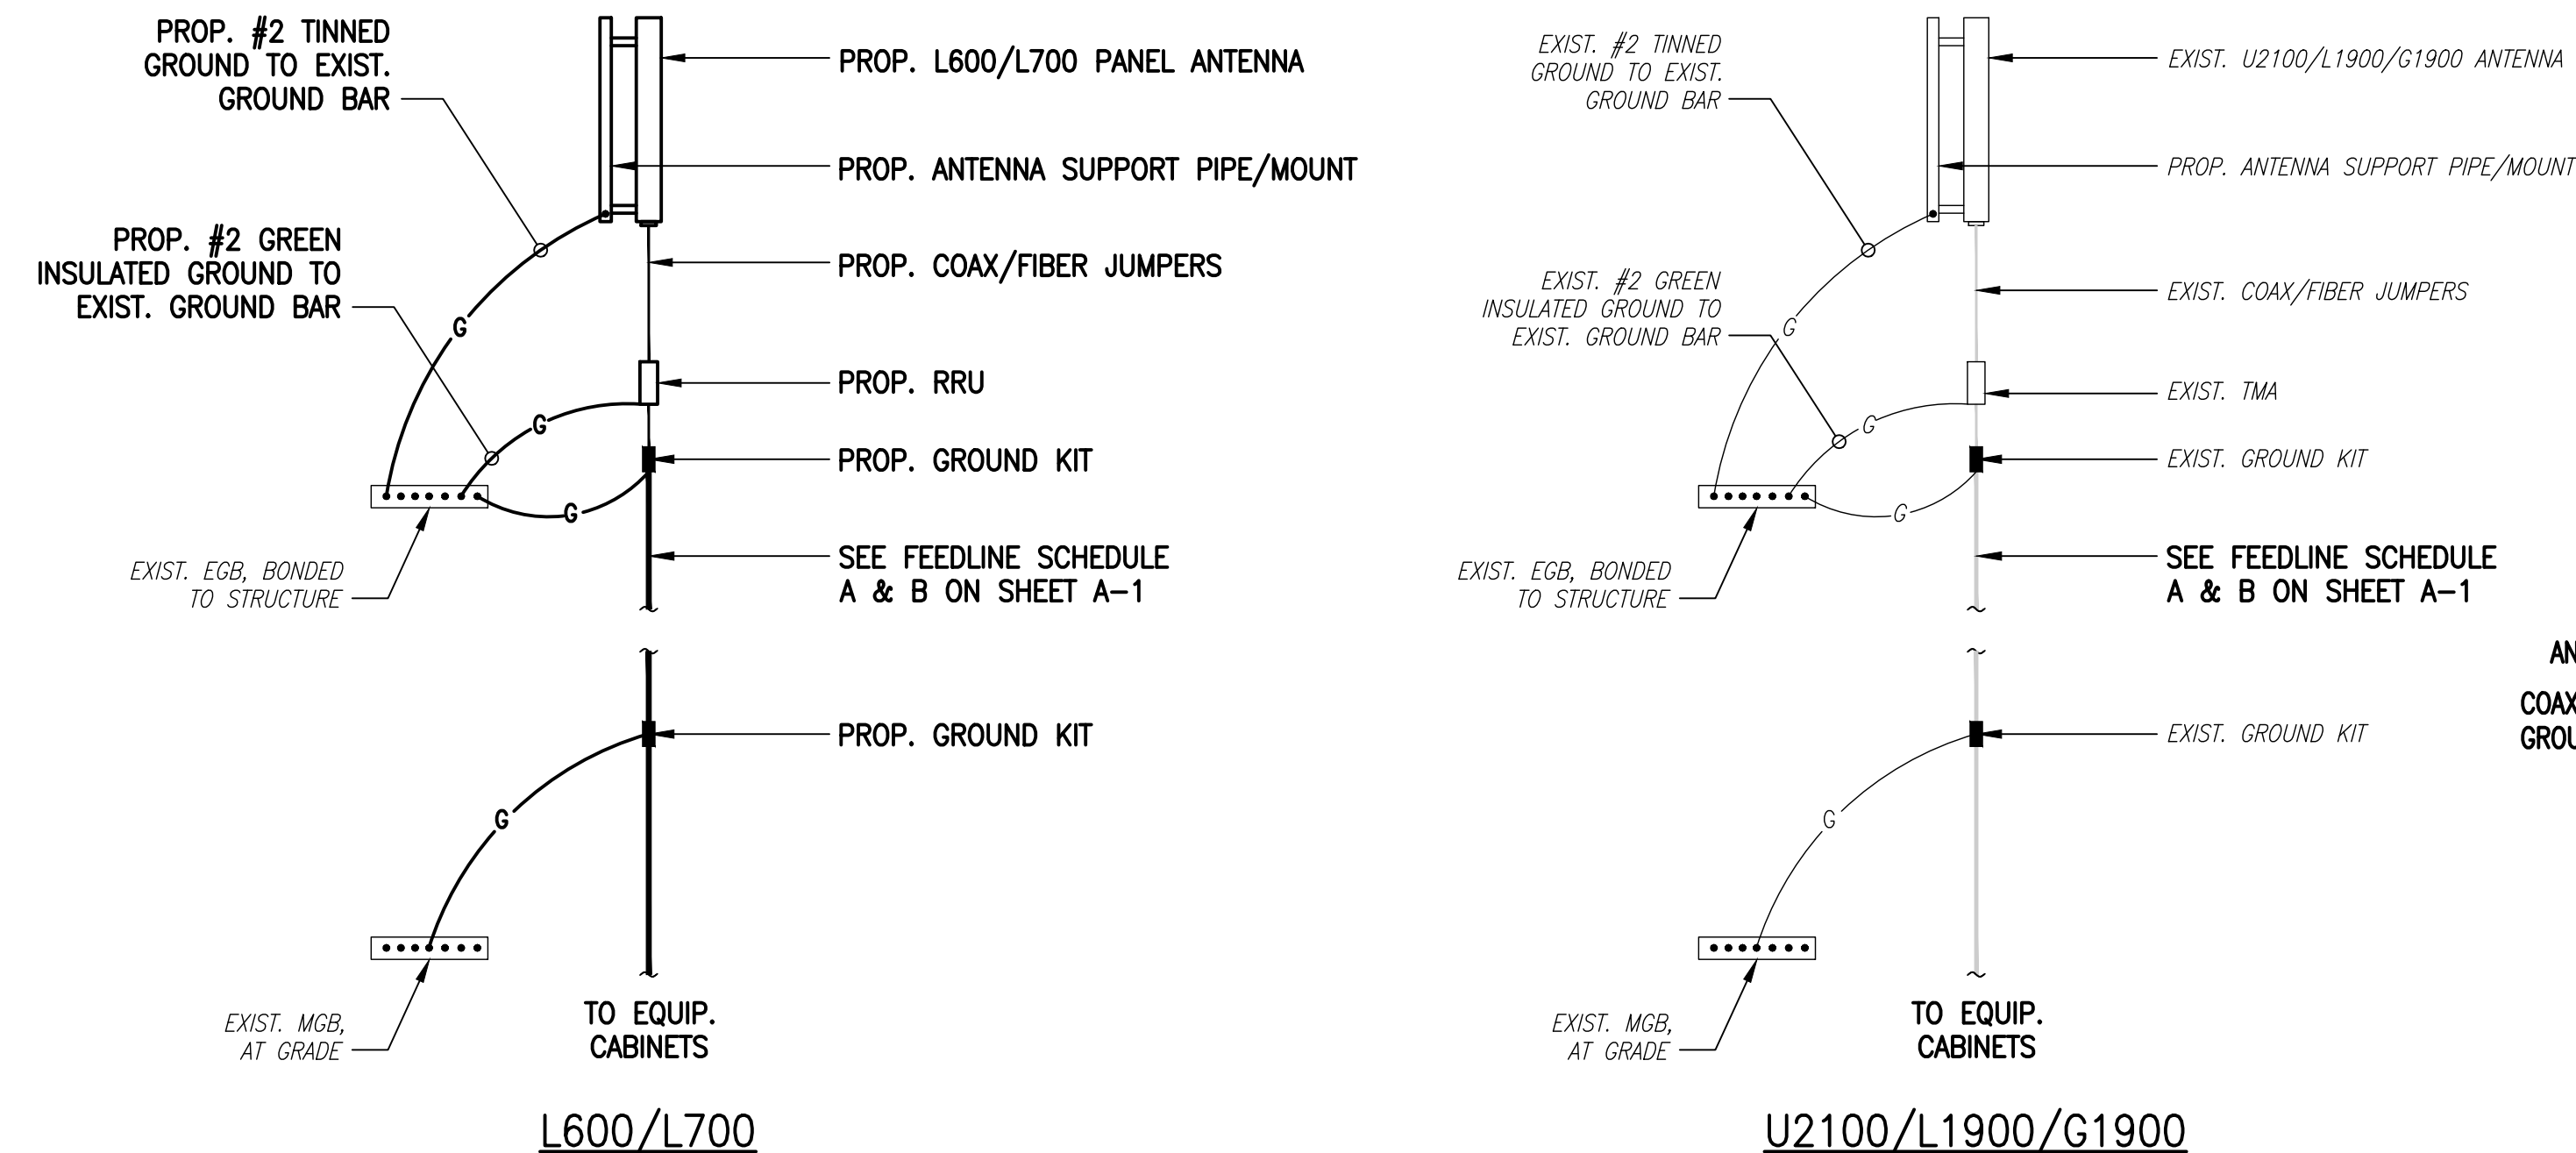 PROP. #2 TINNED
GROUND TO EXIST.
GROUND BAR
PROP. L600/L700 PANEL ANTENNA
PROP. ANTENNA SUPPORT PIPE/MOUNT
PROP. #2 GREEN
INSULATED GROUND TO
EXIST. GROUND BAR
PROP. COAX/FIBER JUMPERS
G
PROP. RRU
G
PROP. GROUND KIT
G
EXIST. EGB, BONDED
TO STRUCTURE
SEE FEEDLINE SCHEDULE
A & B ON SHEET A-1
PROP. GROUND KIT
G
EXIST. MGB,
AT GRADE
TO EQUIP.
CABINETS
L600/L700
EXIST. #2 TINNED
GROUND TO EXIST.
GROUND BAR
EXIST. U2100/L1900/G1900 ANTENNA
PROP. ANTENNA SUPPORT PIPE/MOUNT
EXIST. #2 GREEN
INSULATED GROUND TO
EXIST. GROUND BAR
EXIST. COAX/FIBER JUMPERS
G
EXIST. TMA
G
EXIST. GROUND KIT
G
EXIST. EGB, BONDED
TO STRUCTURE
SEE FEEDLINE SCHEDULE
A & B ON SHEET A-1
EXIST. GROUND KIT
G
EXIST. MGB,
AT GRADE
TO EQUIP.
CABINETS
U2100/L1900/G1900
COAX